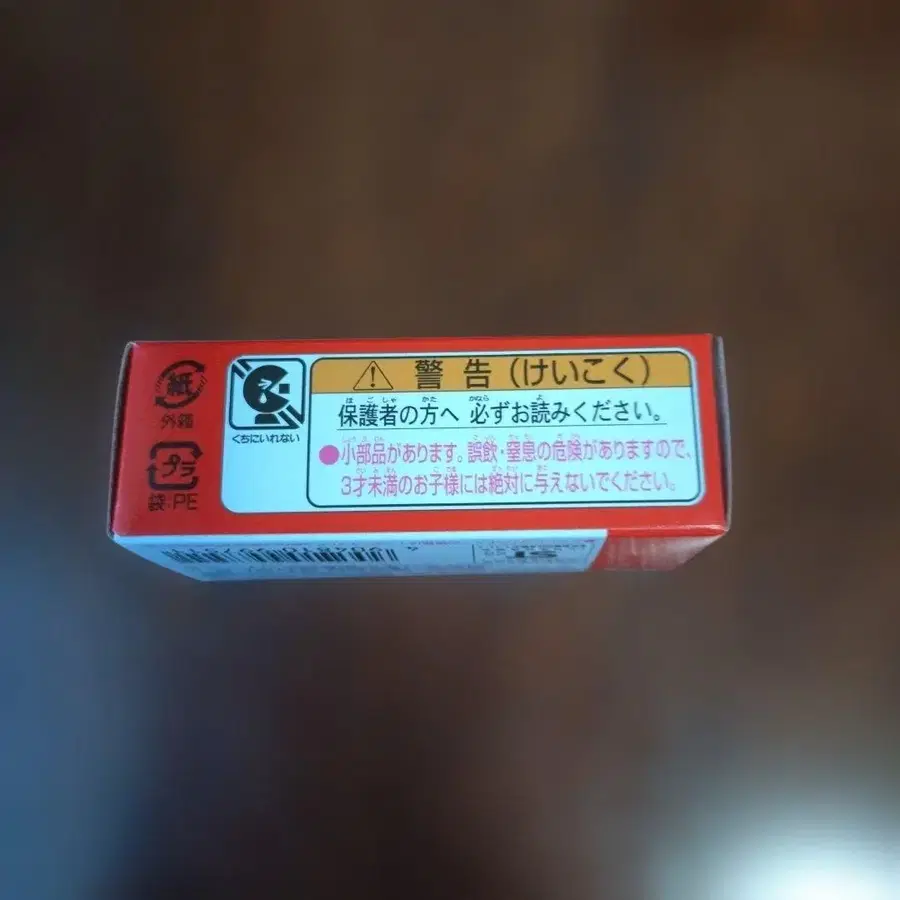 紙
外箱
プラ
袋:PE
くちにいれない
警告(けいこく)
保護者の方へ 必ずお読みください。
●小部品があります。誤飲・窒息の危険がありますので、
3才未満のお子様には絶対に与えないでください。